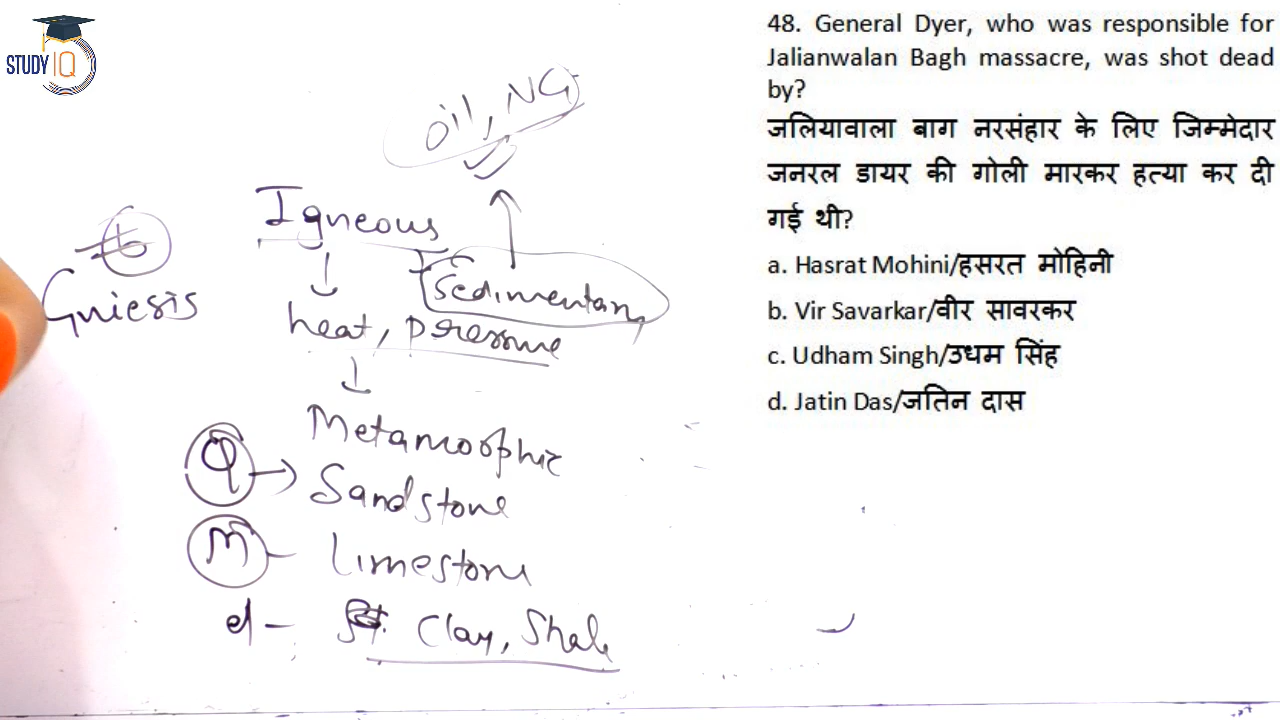 STUDY IQ
oil, NG
Igneous
Gniesis
Sedimentary
heat, pressure
Metamorphic
Q → Sandstone
M - Limestone
Clay, Shale
48. General Dyer, who was responsible for
Jalianwalan Bagh massacre, was shot dead
by?
जलियावाला बाग नरसंहार के लिए जिम्मेदार
जनरल डायर की गोली मारकर हत्या कर दी
गई थी?
a. Hasrat Mohini/हसरत मोहिनी
b. Vir Savarkar/वीर सावरकर
c. Udham Singh/उधम सिंह
d. Jatin Das/जतिन दास